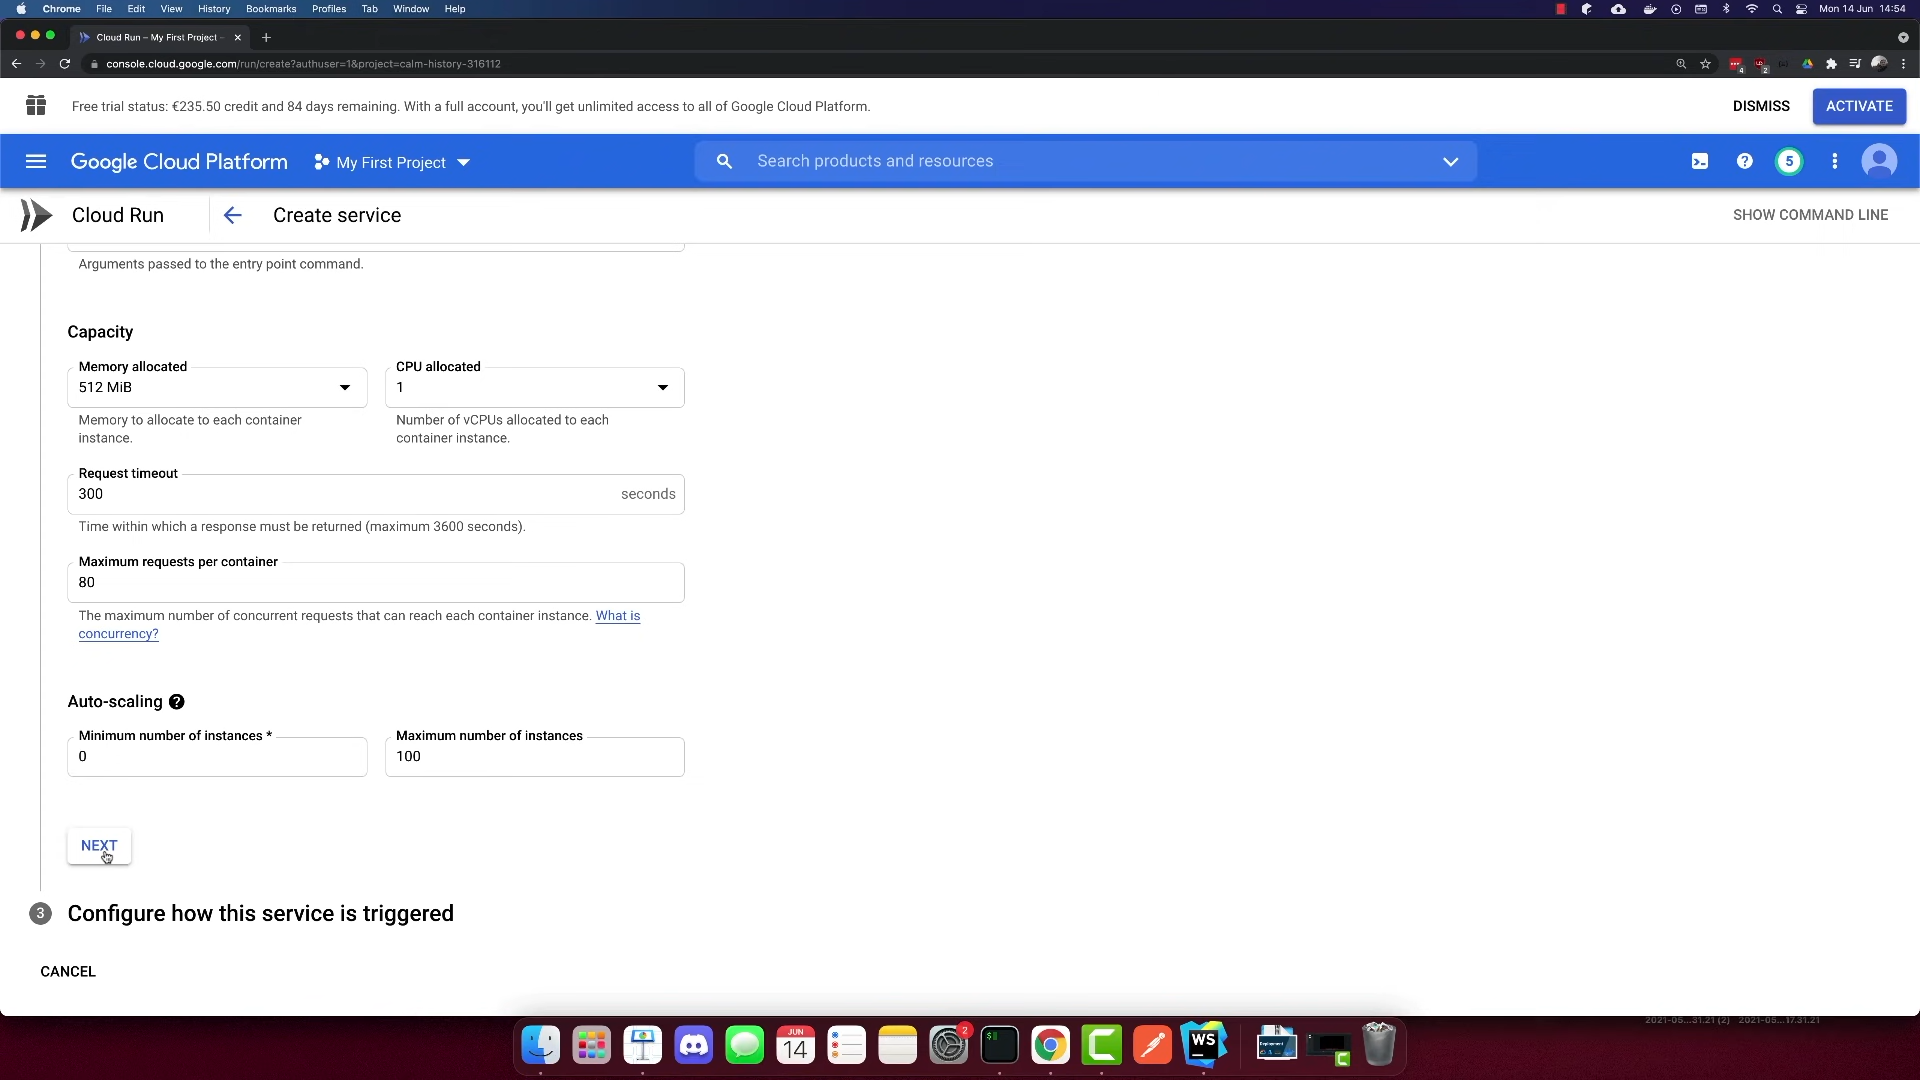 Chrome File Edit View History Bookmarks Profiles Tab Window Help
Mon 14 Jun 14:54
Cloud Run – My First Project –
console.cloud.google.com/run/create?authuser=1&project=calm-history-316112
Free trial status: €235.50 credit and 84 days remaining. With a full account, you'll get unlimited access to all of Google Cloud Platform.
DISMISS
ACTIVATE
Google Cloud Platform
My First Project
Search products and resources
5
Cloud Run
Create service
SHOW COMMAND LINE
Arguments passed to the entry point command.
Capacity
Memory allocated
512 MiB
Memory to allocate to each container
instance.
CPU allocated
1
Number of vCPUs allocated to each
container instance.
Request timeout
300
seconds
Time within which a response must be returned (maximum 3600 seconds).
Maximum requests per container
80
The maximum number of concurrent requests that can reach each container instance. What is
concurrency?
Auto-scaling
Minimum number of instances *
0
Maximum number of instances
100
NEXT
3 Configure how this service is triggered
CANCEL
2021-05...31.21 (2) 2021-05...17.31.21
JUN
14
2
WS